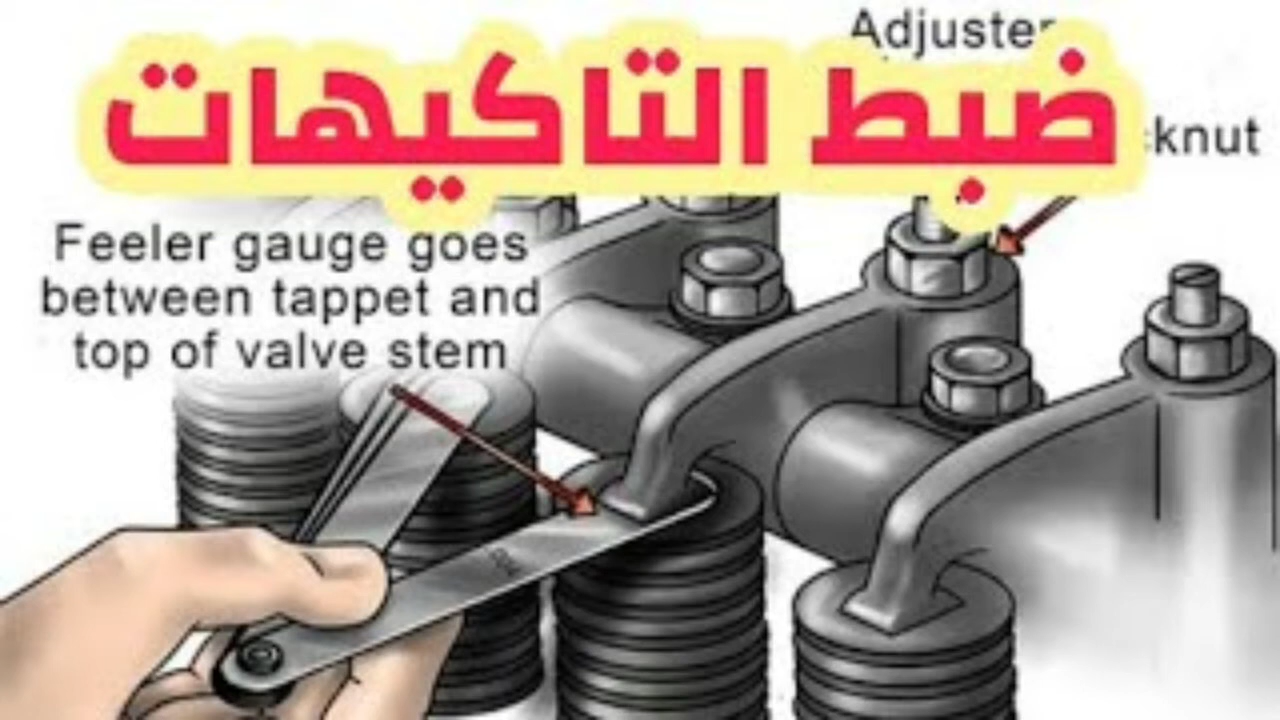 ضبط التاكيهات
Feeler gauge goes
between tappet and
top of valve stem